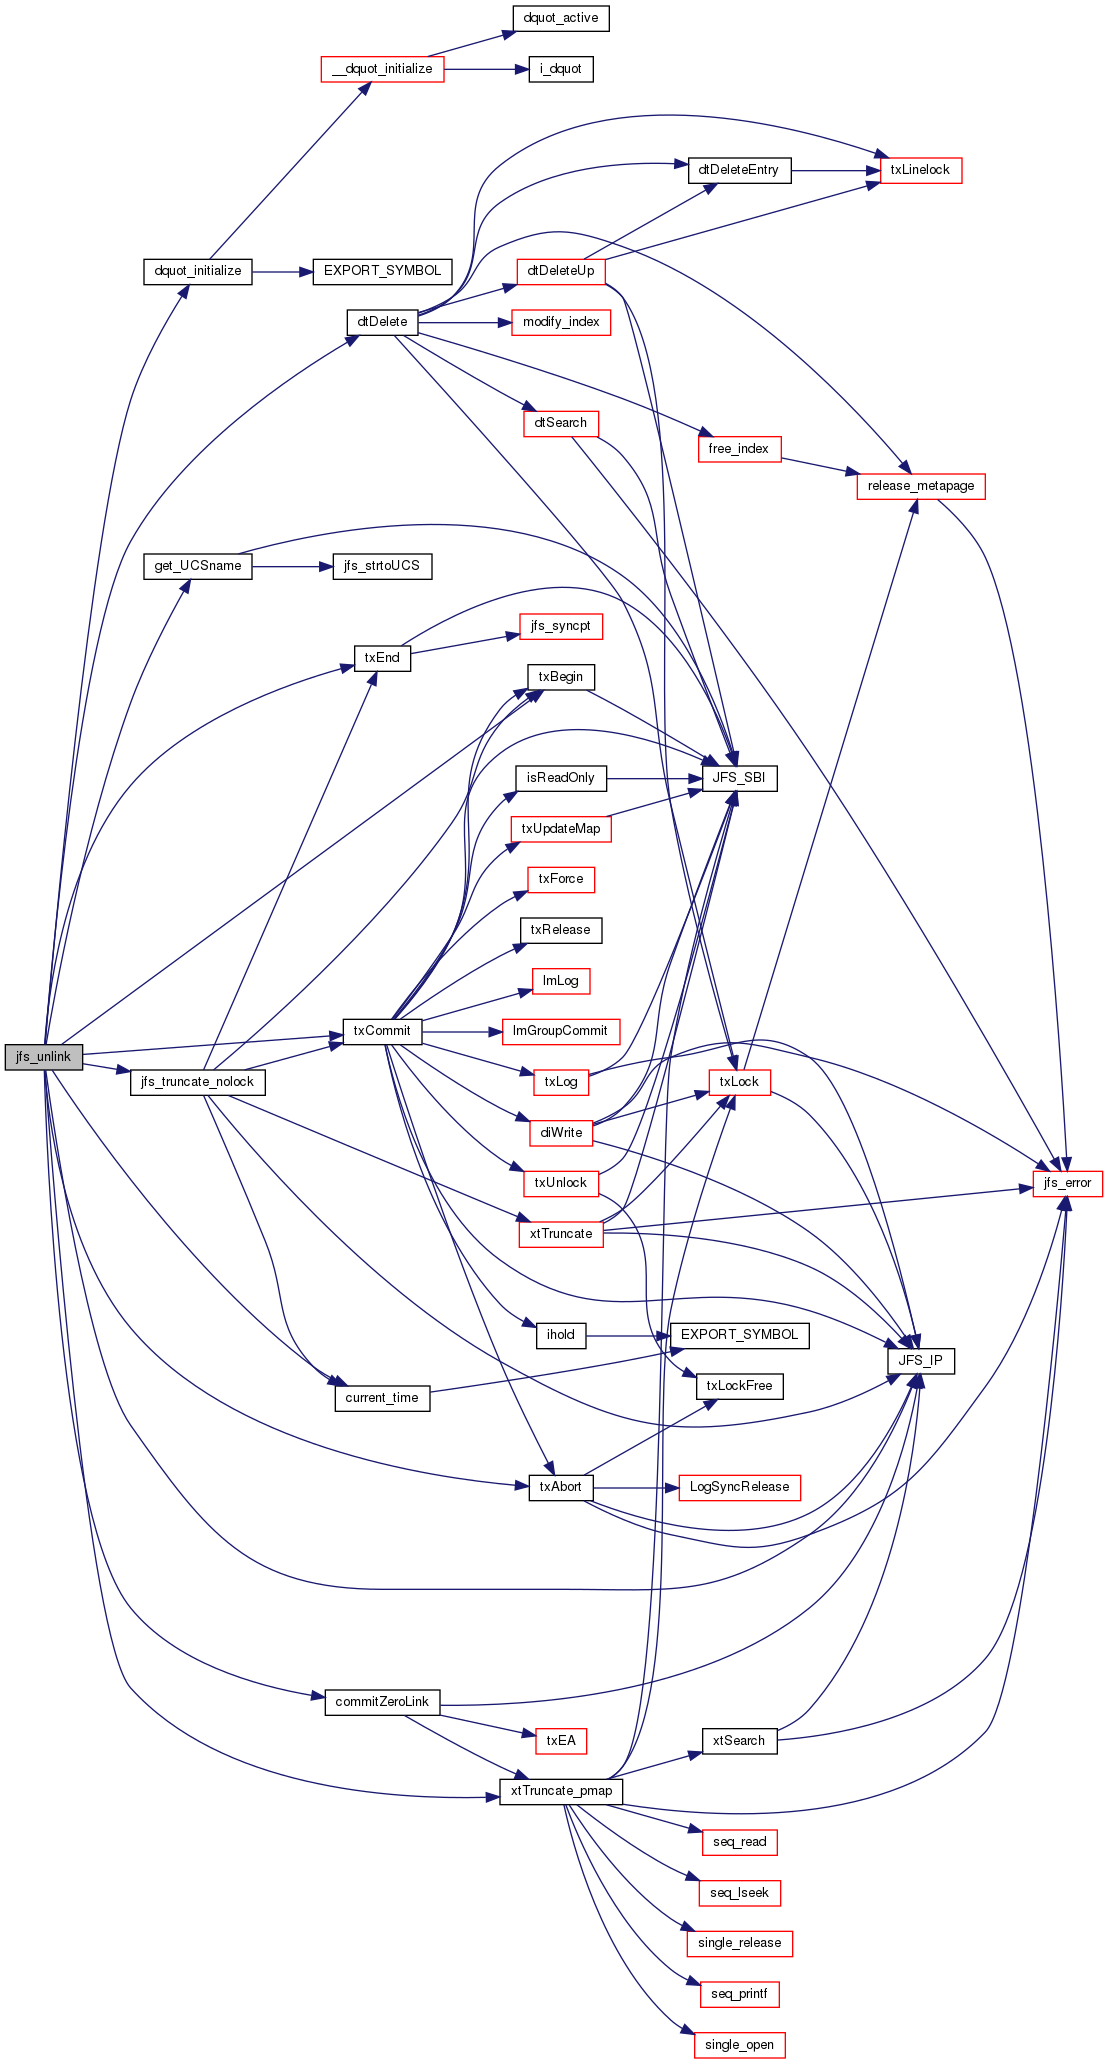 dquot_active
__dquot_initialize
i_dquot
dtDeleteEntry
txLinelock
dquot_initialize
EXPORT_SYMBOL
dtDeleteUp
dtDelete
modify_index
dtSearch
free_index
release_metapage
get_UCSname
jfs_strtoUCS
jfs_syncpt
txEnd
txBegin
isReadOnly
JFS_SBI
txUpdateMap
txForce
txRelease
lmLog
txCommit
lmGroupCommit
jfs_unlink
jfs_truncate_nolock
txLog
txLock
diWrite
txUnlock
jfs_error
xtTruncate
ihold
EXPORT_SYMBOL
JFS_IP
current_time
txLockFree
txAbort
LogSyncRelease
commitZeroLink
txEA
xtSearch
xtTruncate_pmap
seq_read
seq_lseek
single_release
seq_printf
single_open